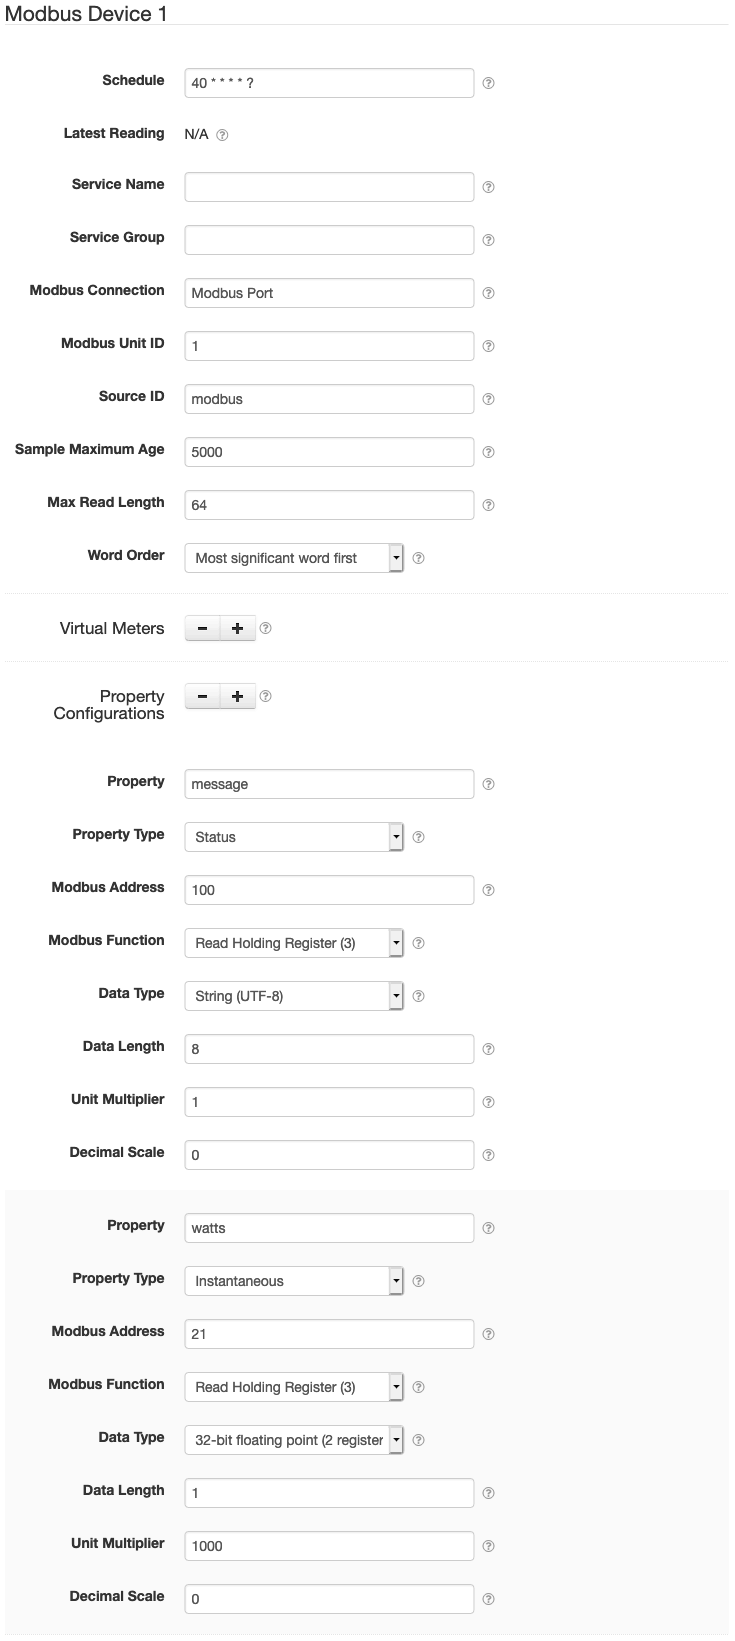 Modbus Device 1
Schedule 40 * * * * ?
Latest Reading N/A
Service Name
Service Group
Modbus Connection Modbus Port
Modbus Unit ID 1
Source ID modbus
Sample Maximum Age 5000
Max Read Length 64
Word Order Most significant word first
Virtual Meters - +
Property - +
Configurations
Property message
Property Type Status
Modbus Address 100
Modbus Function Read Holding Register (3)
Data Type String (UTF-8)
Data Length 8
Unit Multiplier 1
Decimal Scale 0
Property watts
Property Type Instantaneous
Modbus Address 21
Modbus Function Read Holding Register (3)
Data Type 32-bit floating point (2 register
Data Length 1
Unit Multiplier 1000
Decimal Scale 0